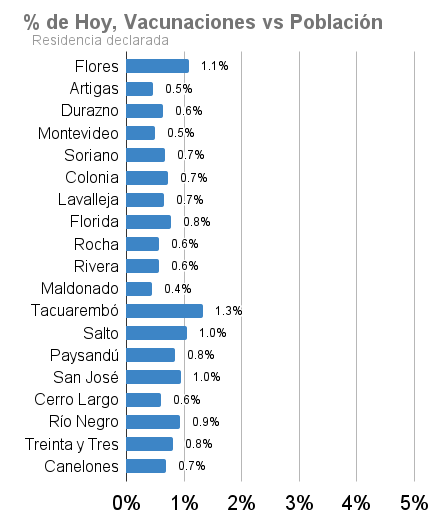 % de Hoy, Vacunaciones vs Población
Residencia declarada
Flores 1.1%
Artigas 0.5%
Durazno 0.6%
Montevideo 0.5%
Soriano 0.7%
Colonia 0.7%
Lavalleja 0.7%
Florida 0.8%
Rocha 0.6%
Rivera 0.6%
Maldonado 0.4%
Tacuarembó 1.3%
Salto 1.0%
Paysandú 0.8%
San José 1.0%
Cerro Largo 0.6%
Río Negro 0.9%
Treinta y Tres 0.8%
Canelones 0.7%
0% 1% 2% 3% 4% 5%